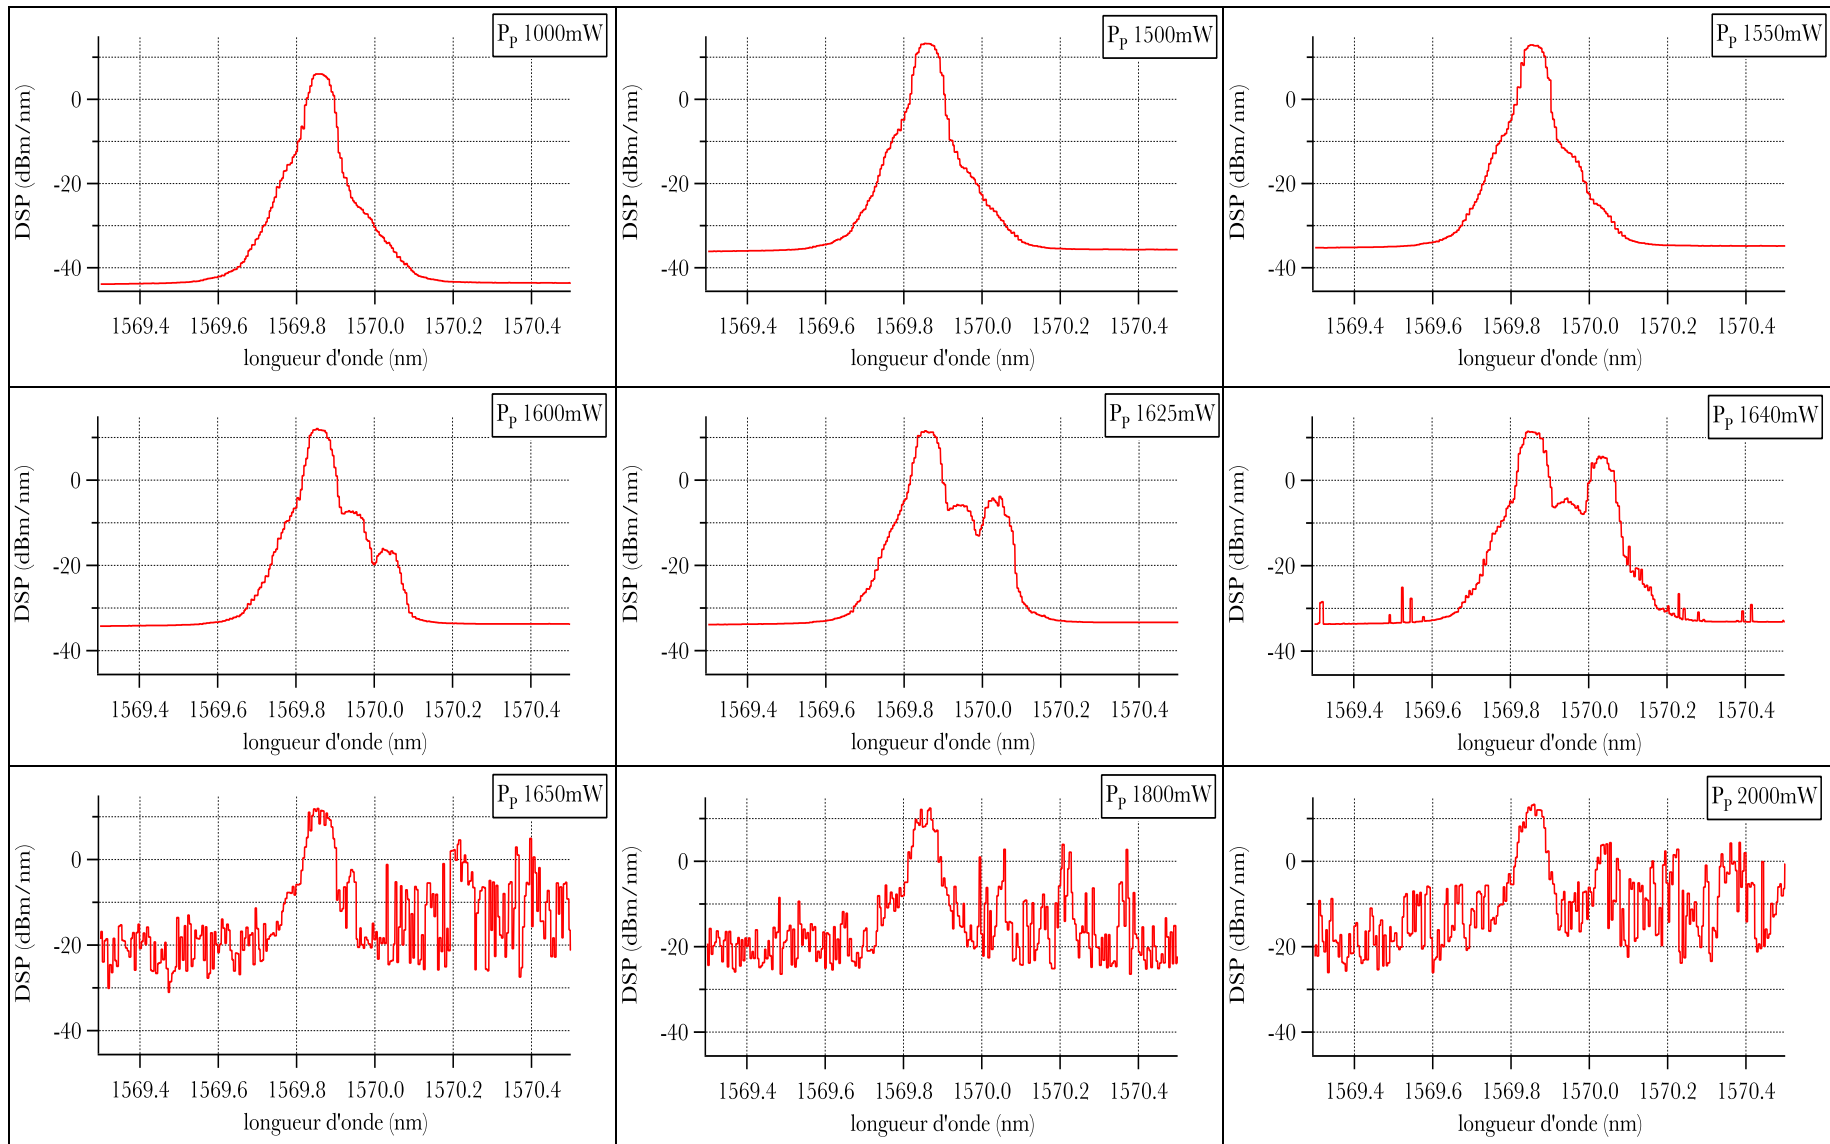 P_P 1000mW
DSP (dBm/nm)
0
-20
-40
1569.4 1569.6 1569.8 1570.0 1570.2 1570.4
longueur d'onde (nm)
P_P 1500mW
DSP (dBm/nm)
0
-20
-40
1569.4 1569.6 1569.8 1570.0 1570.2 1570.4
longueur d'onde (nm)
P_P 1550mW
DSP (dBm/nm)
0
-20
-40
1569.4 1569.6 1569.8 1570.0 1570.2 1570.4
longueur d'onde (nm)
P_P 1600mW
DSP (dBm/nm)
0
-20
-40
1569.4 1569.6 1569.8 1570.0 1570.2 1570.4
longueur d'onde (nm)
P_P 1625mW
DSP (dBm/nm)
0
-20
-40
1569.4 1569.6 1569.8 1570.0 1570.2 1570.4
longueur d'onde (nm)
P_P 1640mW
DSP (dBm/nm)
0
-20
-40
1569.4 1569.6 1569.8 1570.0 1570.2 1570.4
longueur d'onde (nm)
P_P 1650mW
DSP (dBm/nm)
0
-20
-40
1569.4 1569.6 1569.8 1570.0 1570.2 1570.4
longueur d'onde (nm)
P_P 1800mW
DSP (dBm/nm)
0
-20
-40
1569.4 1569.6 1569.8 1570.0 1570.2 1570.4
longueur d'onde (nm)
P_P 2000mW
DSP (dBm/nm)
0
-20
-40
1569.4 1569.6 1569.8 1570.0 1570.2 1570.4
longueur d'onde (nm)